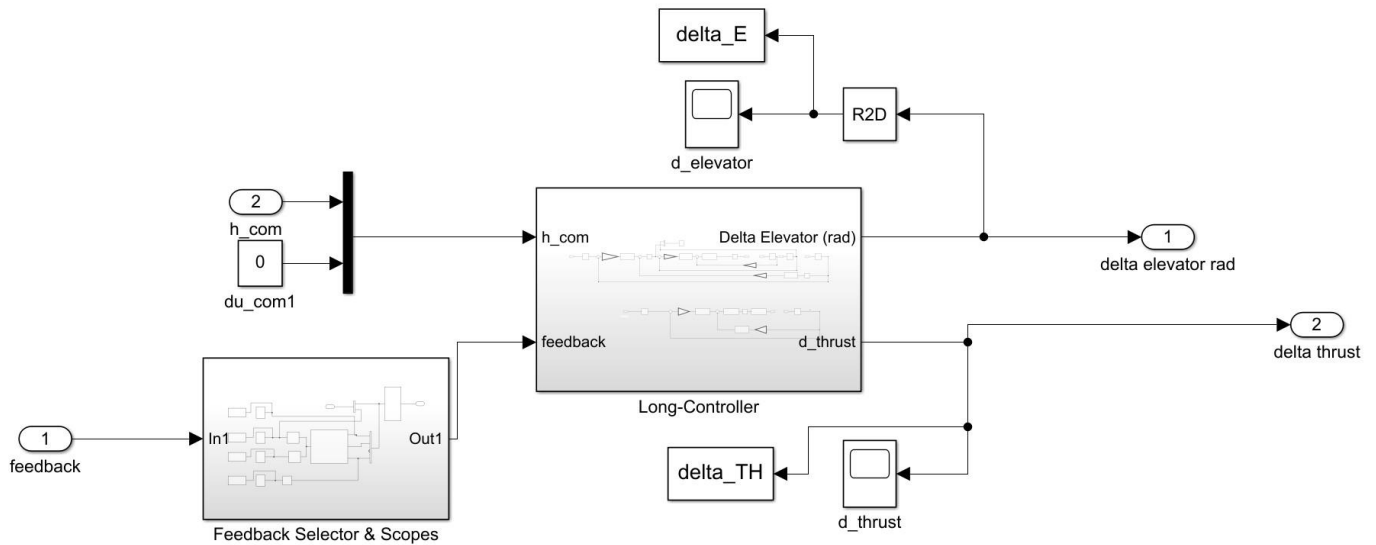 delta_E
R2D
d_elevator
2
h_com
0
du_com1
h_com
Delta Elevator (rad)
1
delta elevator rad
feedback
d_thrust
2
delta thrust
Long-Controller
1
feedback
In1
Out1
Feedback Selector & Scopes
delta_TH
d_thrust